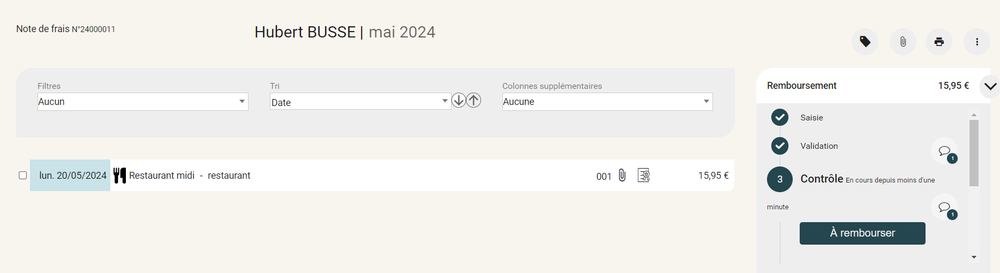 Note de frais N°24000011
Hubert BUSSE | mai 2024
Filtres
Aucun
Tri
Date
Colonnes supplémentaires
Aucune
lun. 20/05/2024 Restaurant midi - restaurant 001 15,95 €
Remboursement 15,95 €
Saisie
Validation
1
3 Contrôle En cours depuis moins d'une
minute
1
À rembourser